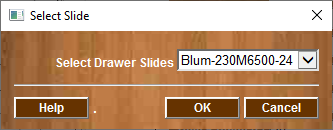 Select Slide
Select Drawer Slides Blum-230M6500-24
Help . OK Cancel